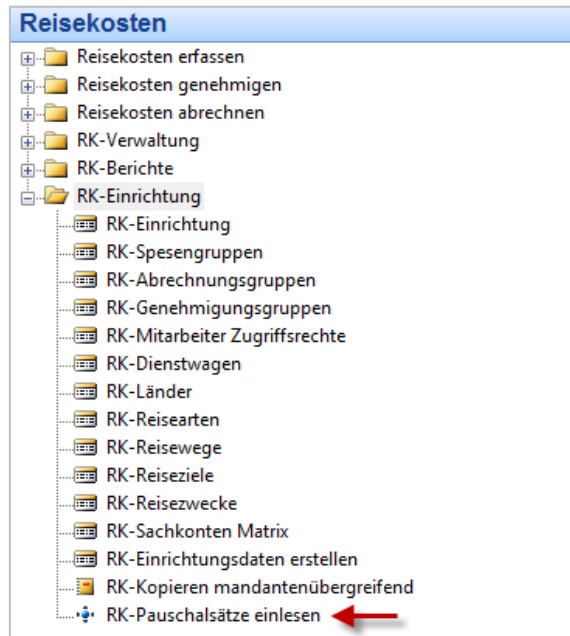 Reisekosten
Reisekosten erfassen
Reisekosten genehmigen
Reisekosten abrechnen
RK-Verwaltung
RK-Berichte
RK-Einrichtung
RK-Einrichtung
RK-Spesengruppen
RK-Abrechnungsgruppen
RK-Genehmigungsgruppen
RK-Mitarbeiter Zugriffsrechte
RK-Dienstwagen
RK-Länder
RK-Reisearten
RK-Reisewege
RK-Reiseziele
RK-Reisezwecke
RK-Sachkonten Matrix
RK-Einrichtungsdaten erstellen
RK-Kopieren mandantenübergreifend
RK-Pauschalsätze einlesen